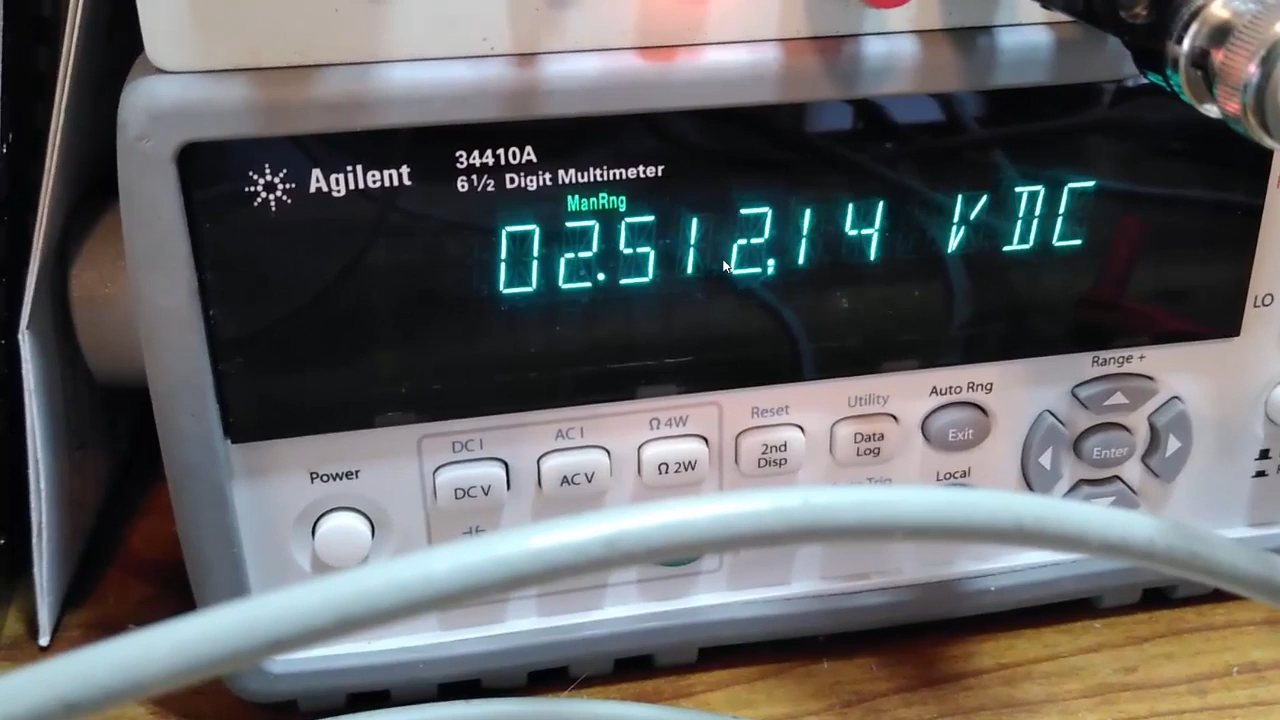 Agilent
34410A
6½ Digit Multimeter
ManRng
02.512,14 VDC
Power
DC I
DC V
AC I
AC V
Ω 4W
Ω 2W
Reset
2nd
Disp
Utility
Data
Log
Auto Rng
Exit
Local
Range +
Enter
LO